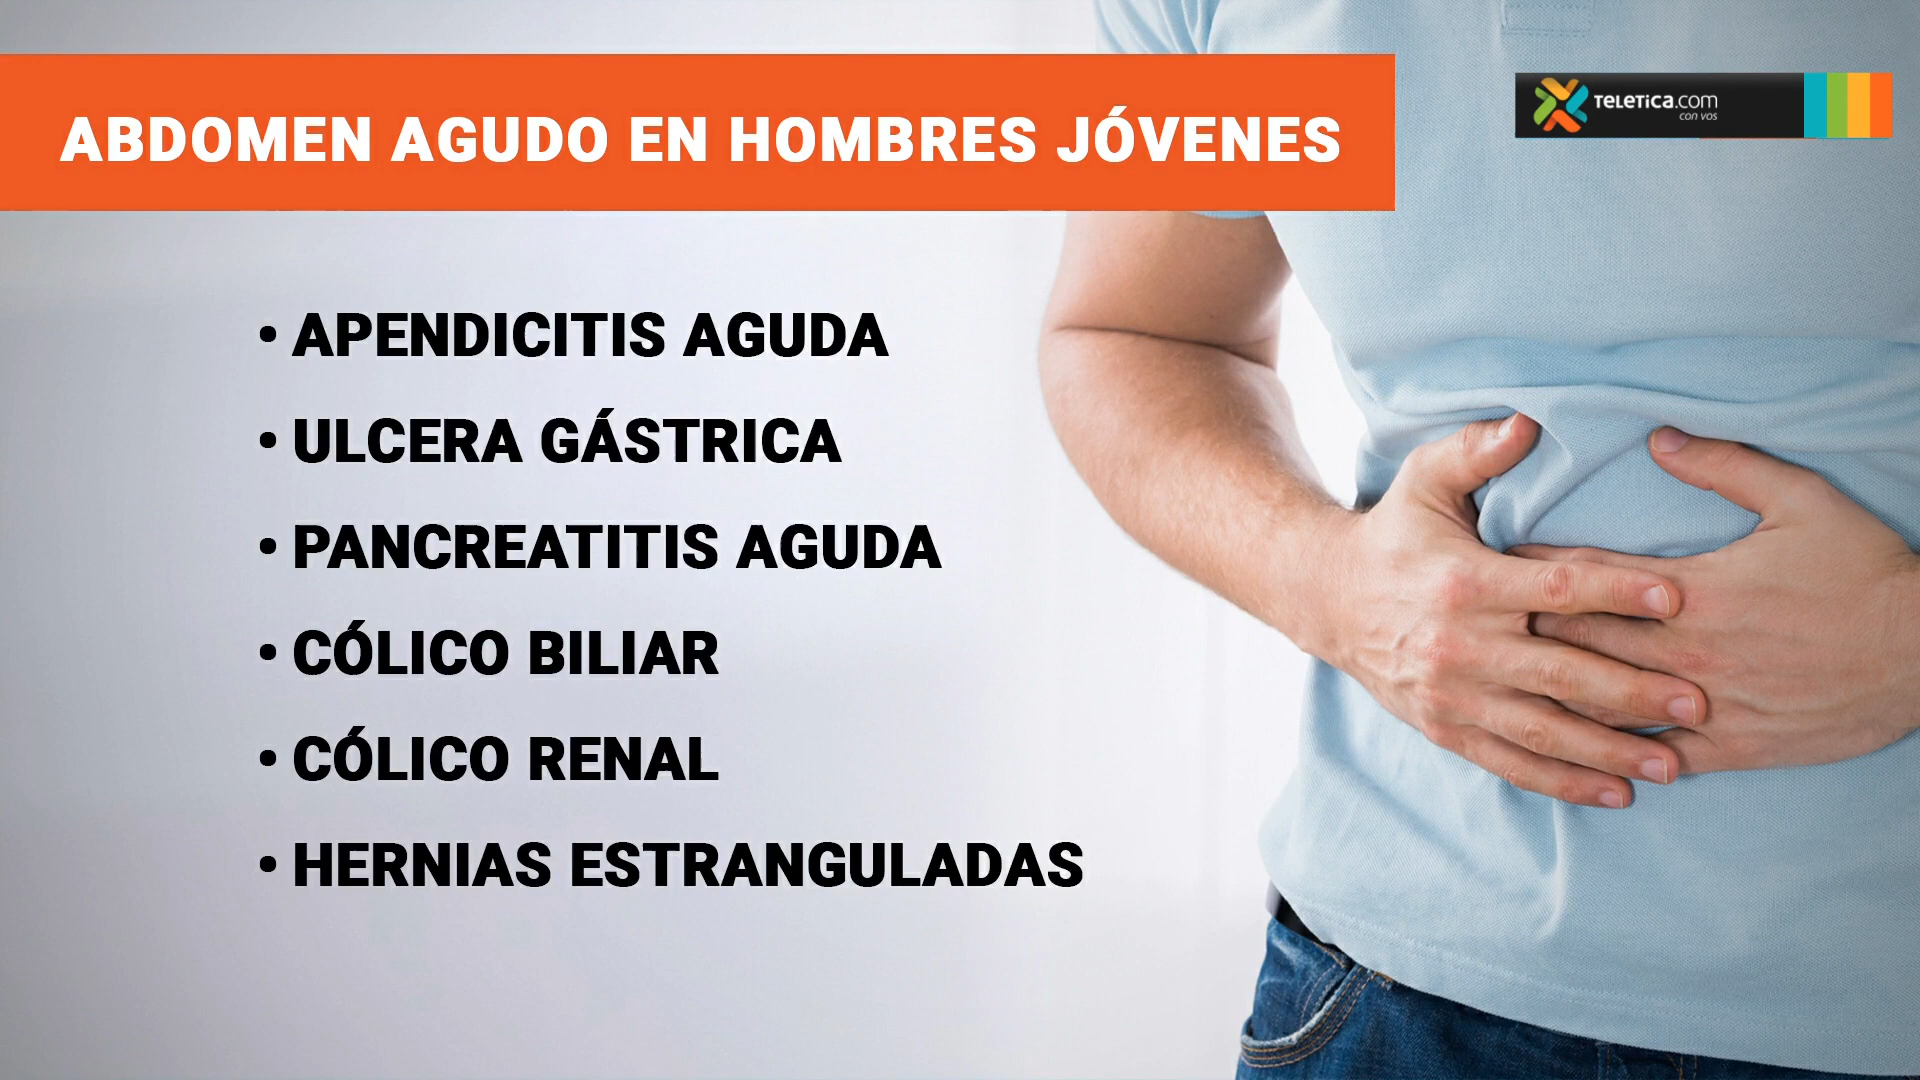 ABDOMEN AGUDO EN HOMBRES JÓVENES
TELETICA.COM
con vos
• APENDICITIS AGUDA
• ULCERA GÁSTRICA
• PANCREATITIS AGUDA
• CÓLICO BILIAR
• CÓLICO RENAL
• HERNIAS ESTRANGULADAS